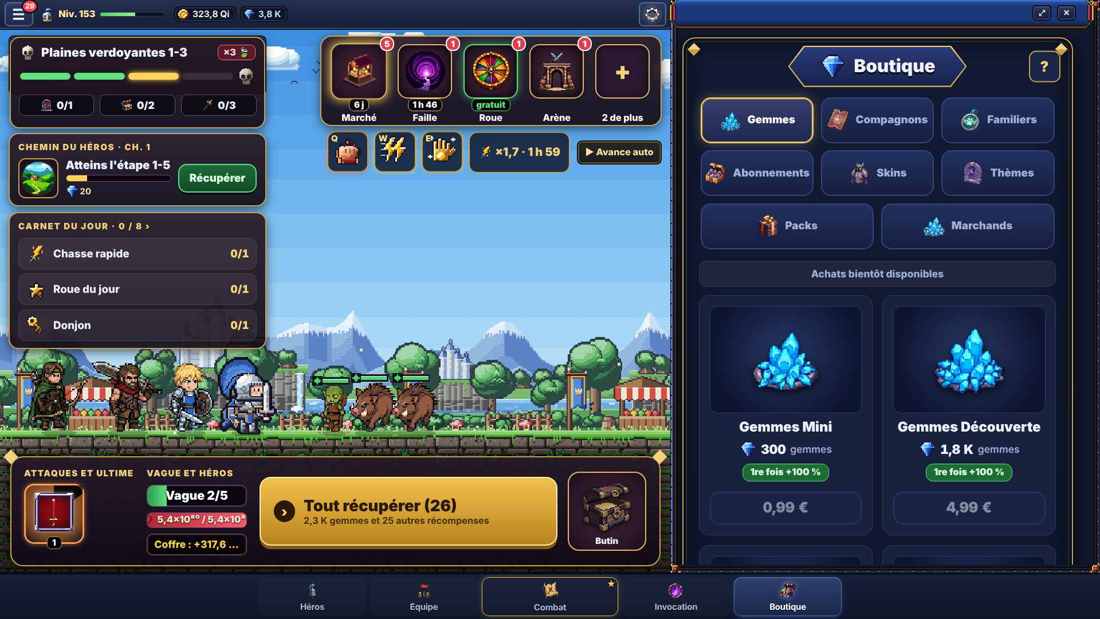 28
Niv. 153
323,8 Qi
3,8 K
Plaines verdoyantes 1-3
×3
0/1
0/2
0/3
CHEMIN DU HÉROS · CH. 1
Atteins l'étape 1-5
20
Récupérer
CARNET DU JOUR · 0 / 8 ›
Chasse rapide
0/1
Roue du jour
0/1
Donjon
0/1
5
6 j
Marché
1
1 h 46
Faille
1
gratuit
Roue
1
Arène
+
2 de plus
Q
W
E
×1,7 · 1 h 59
Avance auto
ATTAQUES ET ULTIME
1
VAGUE ET HÉROS
Vague 2/5
Coffre : +317,6 ...
Tout récupérer (26)
2,3 K gemmes et 25 autres récompenses
Butin
Héros
Équipe
Combat
Invocation
Boutique
Boutique
?
Gemmes
Compagnons
Familiers
Abonnements
Skins
Thèmes
Packs
Marchands
Achats bientôt disponibles
Gemmes Mini
300 gemmes
1re fois +100 %
0,99 €
Gemmes Découverte
1,8 K gemmes
1re fois +100 %
4,99 €